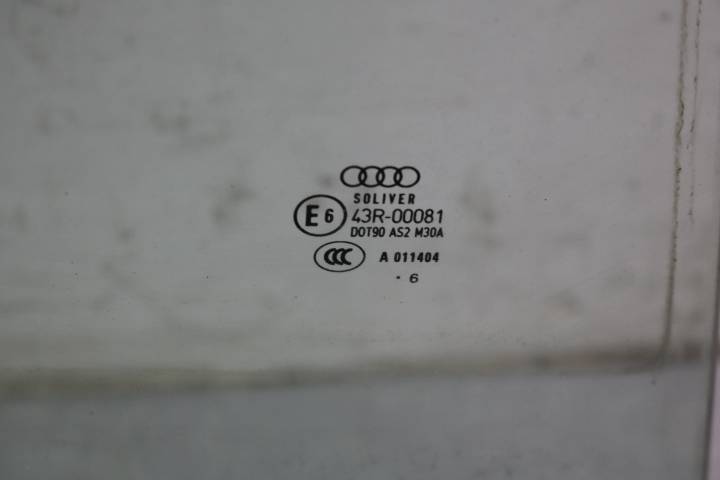 SOLIVER
E6 43R-00081
DOT90 AS2 M30A
CCC A 011404
. 6